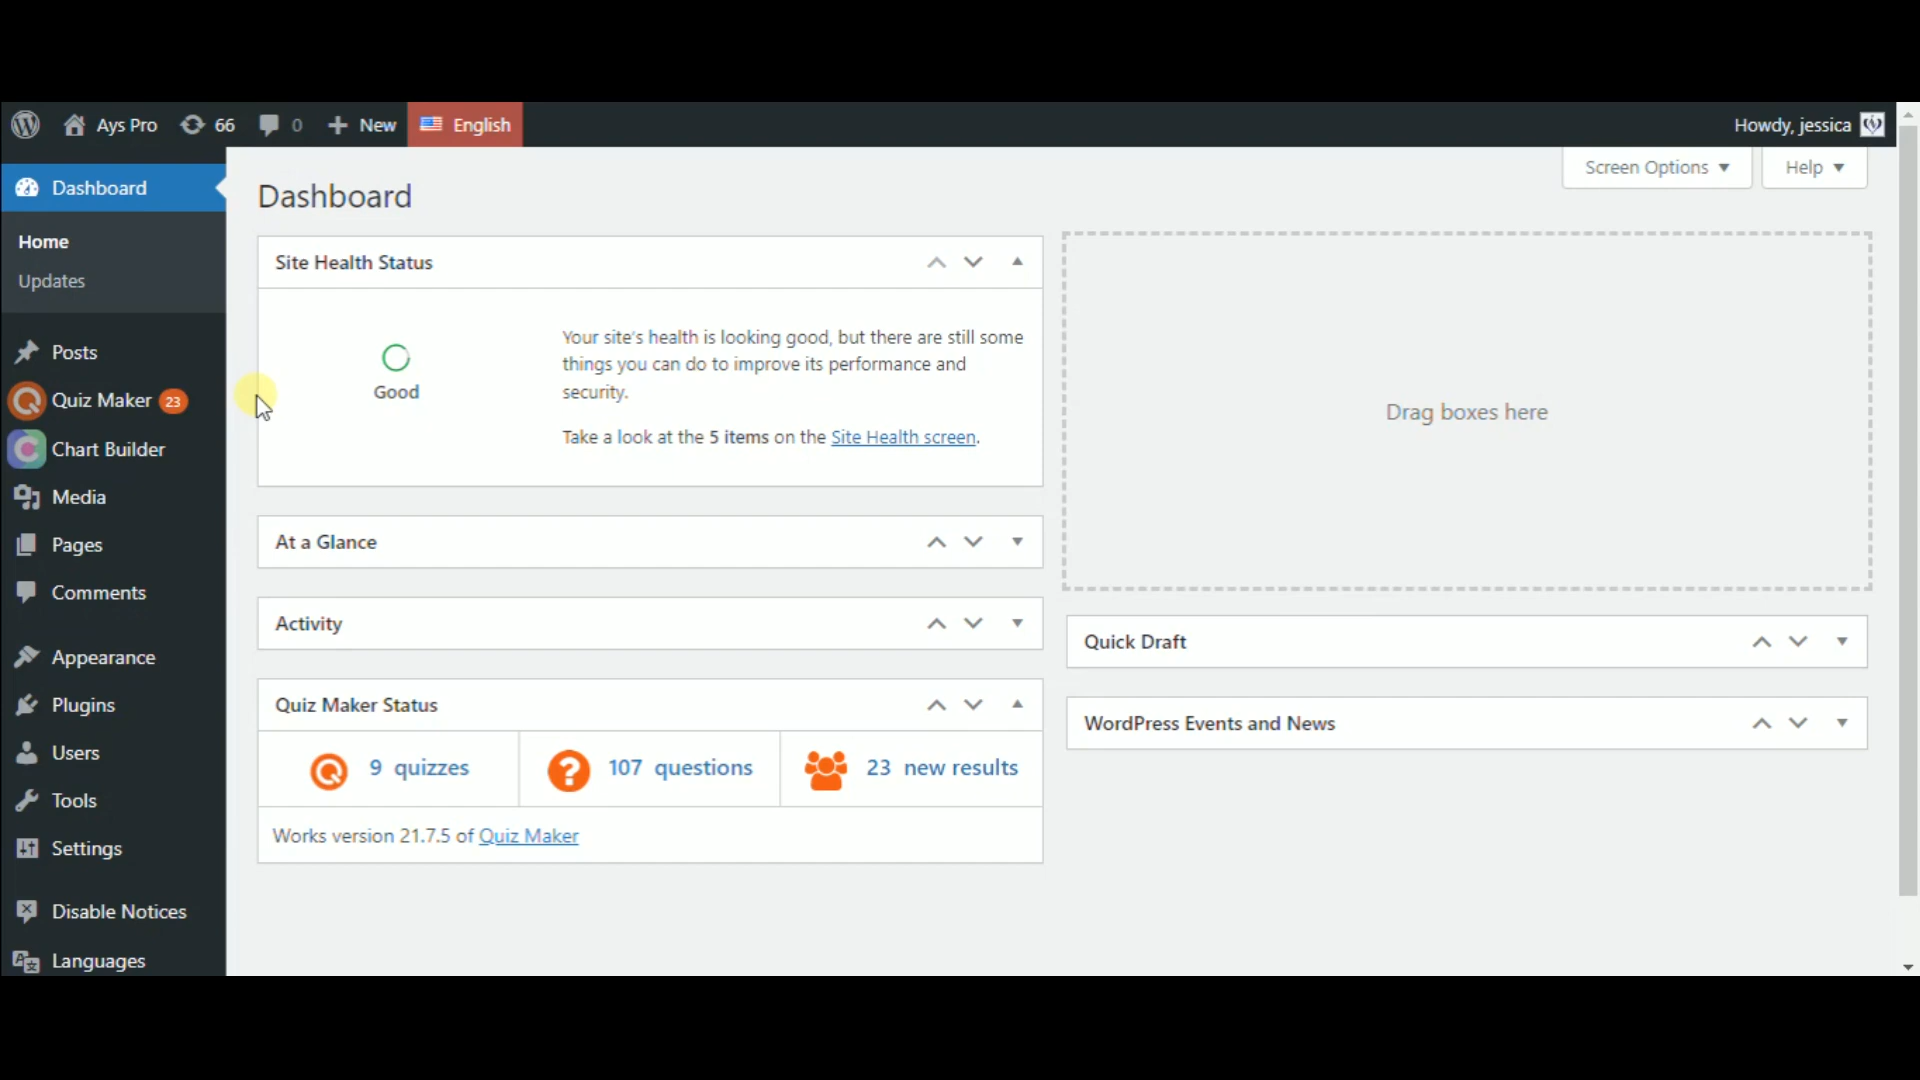 Ays Pro 66 0 New English Howdy, jessica
Screen Options Help
Dashboard
Home
Updates
Posts
Quiz Maker 23
Chart Builder
Media
Pages
Comments
Appearance
Plugins
Users
Tools
Settings
Disable Notices
Languages
Dashboard
Site Health Status
Good
Your site's health is looking good, but there are still some
things you can do to improve its performance and
security.
Take a look at the 5 items on the Site Health screen.
At a Glance
Activity
Quiz Maker Status
9 quizzes
107 questions
23 new results
Works version 21.7.5 of Quiz Maker
Drag boxes here
Quick Draft
WordPress Events and News